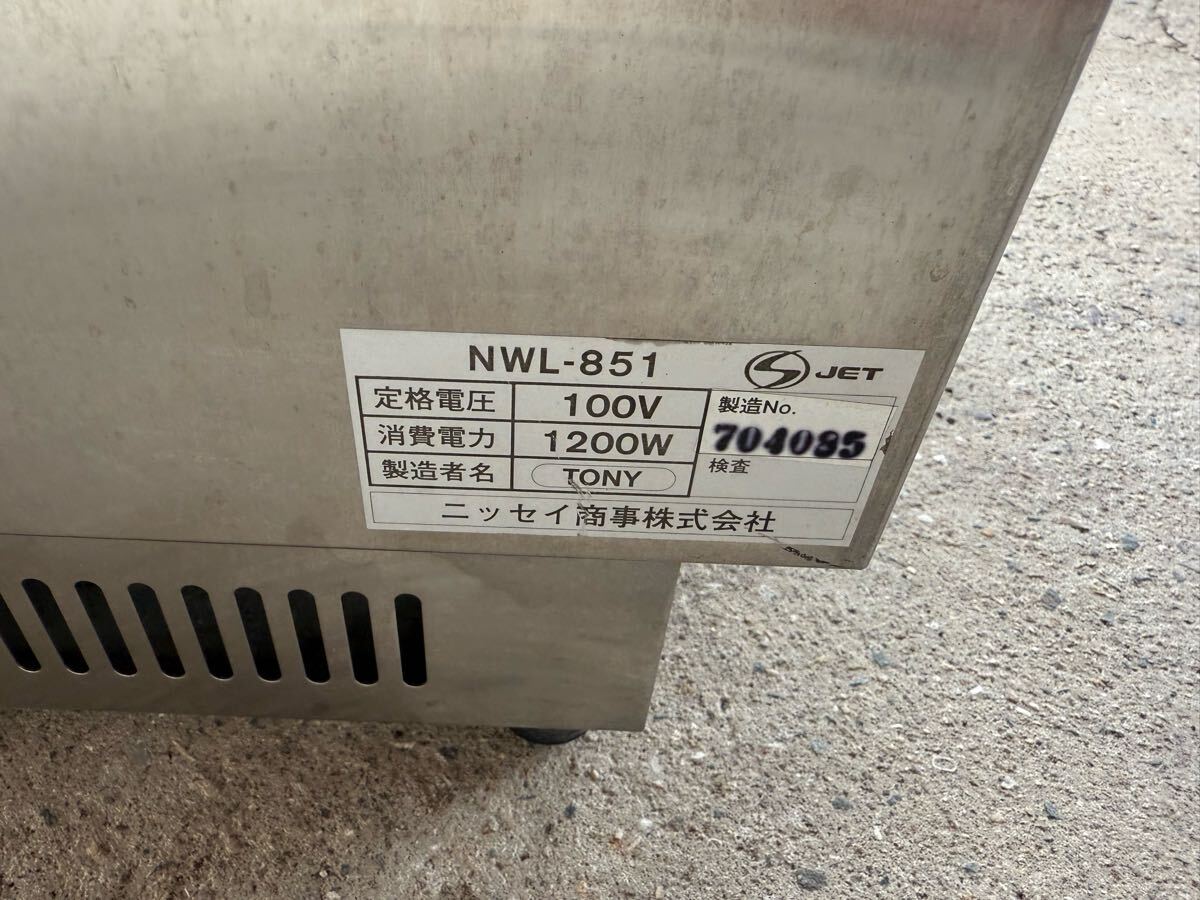 NWL-851
JET
定格電圧 100V
消費電力 1200W
製造者名 TONY
製造No.
704085
検査
ニッセイ商事株式会社